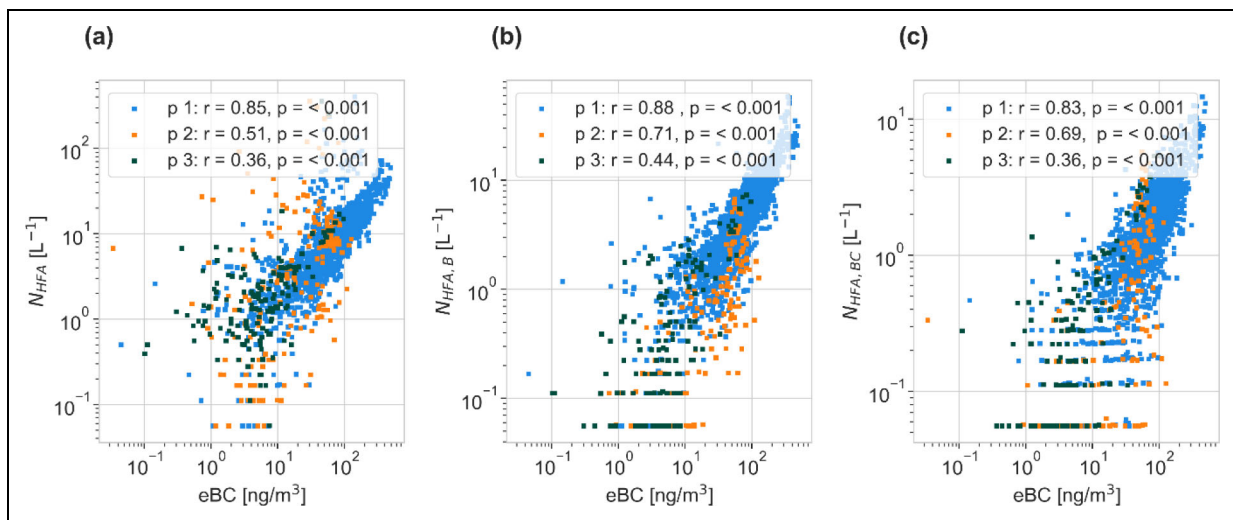 (a)
(b)
(c)
p 1: r = 0.85, p = < 0.001
p 2: r = 0.51, p = < 0.001
p 3: r = 0.36, p = < 0.001
10² 10¹ 10⁰ 10⁻¹
N_HFA [L⁻¹]
10⁻¹ 10⁰ 10¹ 10²
eBC [ng/m³]
p 1: r = 0.88 , p = < 0.001
p 2: r = 0.71, p = < 0.001
p 3: r = 0.44, p = < 0.001
10¹ 10⁰ 10⁻¹
N_HFA,B [L⁻¹]
10⁻¹ 10⁰ 10¹ 10²
eBC [ng/m³]
p 1: r = 0.83, p = < 0.001
p 2: r = 0.69, p = < 0.001
p 3: r = 0.36, p = < 0.001
10¹ 10⁰ 10⁻¹
N_HFA,BC [L⁻¹]
10⁻¹ 10⁰ 10¹ 10²
eBC [ng/m³]